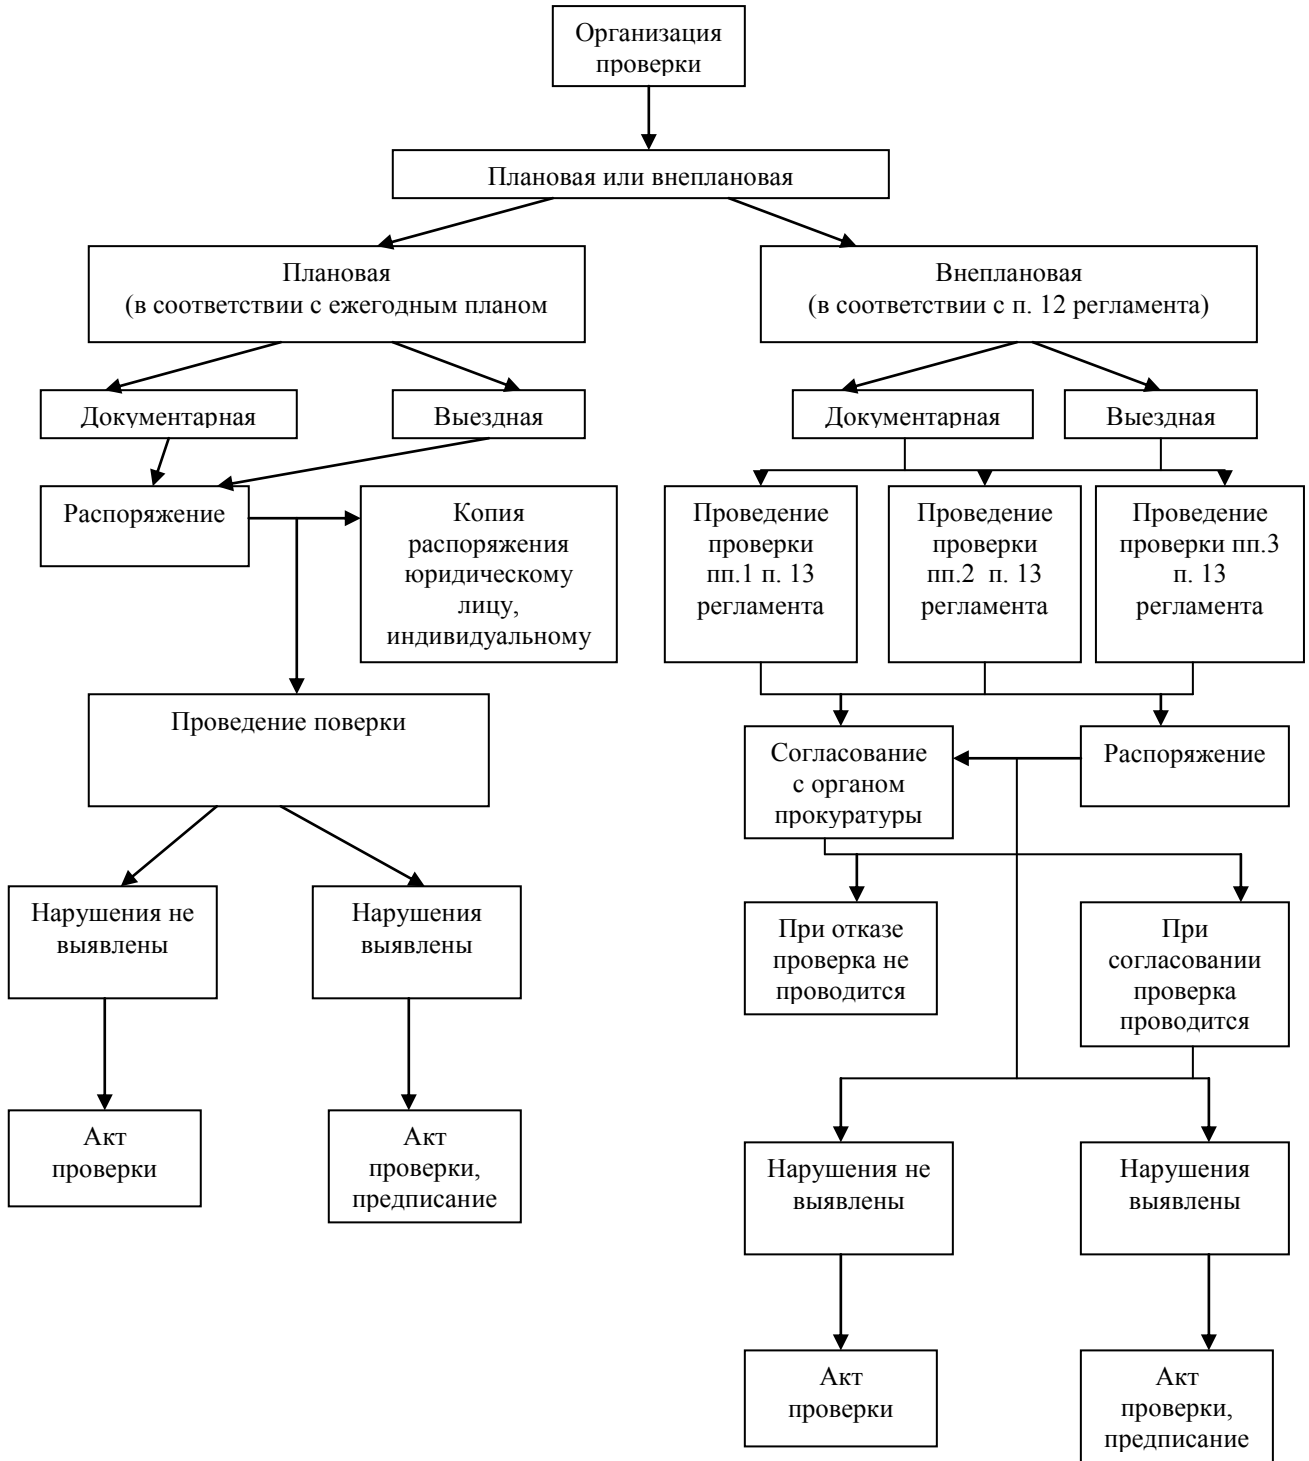 Организация
проверки
Плановая или внеплановая
Плановая
(в соответствии с ежегодным планом
Внеплановая
(в соответствии с п. 12 регламента)
Документарная
Выездная
Документарная
Выездная
Распоряжение
Копия
распоряжения
юридическому
лицу,
индивидуальному
Проведение
проверки
пп.1 п. 13
регламента
Проведение
проверки
пп.2 п. 13
регламента
Проведение
проверки пп.3
п. 13
регламента
Проведение поверки
Согласование
с органом
прокуратуры
Распоряжение
Нарушения не
выявлены
Нарушения
выявлены
При отказе
проверка не
проводится
При
согласовании
проверка
проводится
Акт
проверки
Акт
проверки,
предписание
Нарушения не
выявлены
Нарушения
выявлены
Акт
проверки
Акт
проверки,
предписание